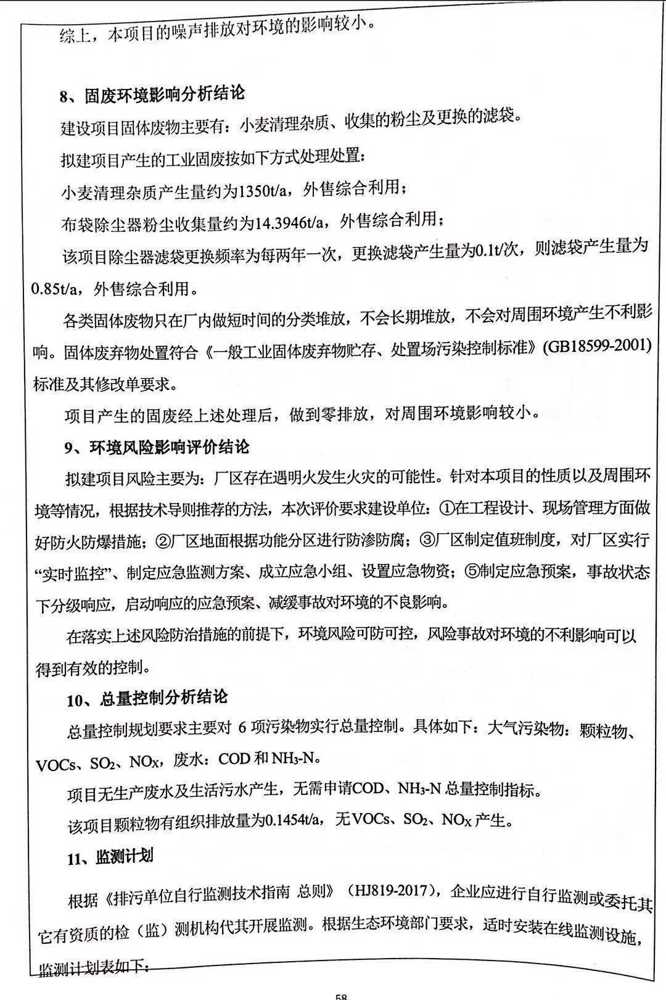 综上，本项目的噪声排放对环境的影响较小。
8、固废环境影响分析结论
建设项目固体废物主要有：小麦清理杂质、收集的粉尘及更换的滤袋。
拟建项目产生的工业固废按如下方式处理处置：
小麦清理杂质产生量约为1350t/a，外售综合利用；
布袋除尘器粉尘收集量约为14.3946t/a，外售综合利用；
该项目除尘器滤袋更换频率为每两年一次，更换滤袋产生量为0.1t/次，则滤袋产生量为
0.85t/a，外售综合利用。
各类固体废物只在厂内做短时间的分类堆放，不会长期堆放，不会对周围环境产生不利影
响。固体废弃物处置符合《一般工业固体废弃物贮存、处置场污染控制标准》(GB18599-2001)
标准及其修改单要求。
项目产生的固废经上述处理后，做到零排放，对周围环境影响较小。
9、环境风险影响评价结论
拟建项目风险主要为：厂区存在遇明火发生火灾的可能性。针对本项目的性质以及周围环
境等情况，根据技术导则推荐的方法，本次评价要求建设单位：①在工程设计、现场管理方面做
好防火防爆措施；②厂区地面根据功能分区进行防渗防腐；③厂区制定值班制度，对厂区实行
“实时监控”、制定应急监测方案、成立应急小组、设置应急物资；⑤制定应急预案，事故状态
下分级响应，启动响应的应急预案、减缓事故对环境的不良影响。
在落实上述风险防治措施的前提下，环境风险可防可控，风险事故对环境的不利影响可以
得到有效的控制。
10、总量控制分析结论
总量控制规划要求主要对 6 项污染物实行总量控制。具体如下：大气污染物：颗粒物、
VOCs、SO₂、NOX，废水：COD 和 NH₃-N。
项目无生产废水及生活污水产生，无需申请COD、NH₃-N 总量控制指标。
该项目颗粒物有组织排放量为0.1454t/a，无VOCs、SO₂、NOX 产生。
11、监测计划
根据《排污单位自行监测技术指南 总则》（HJ819-2017），企业应进行自行监测或委托其
它有资质的检（监）测机构代其开展监测。根据生态环境部门要求，适时安装在线监测设施，
监测计划表如下：
58